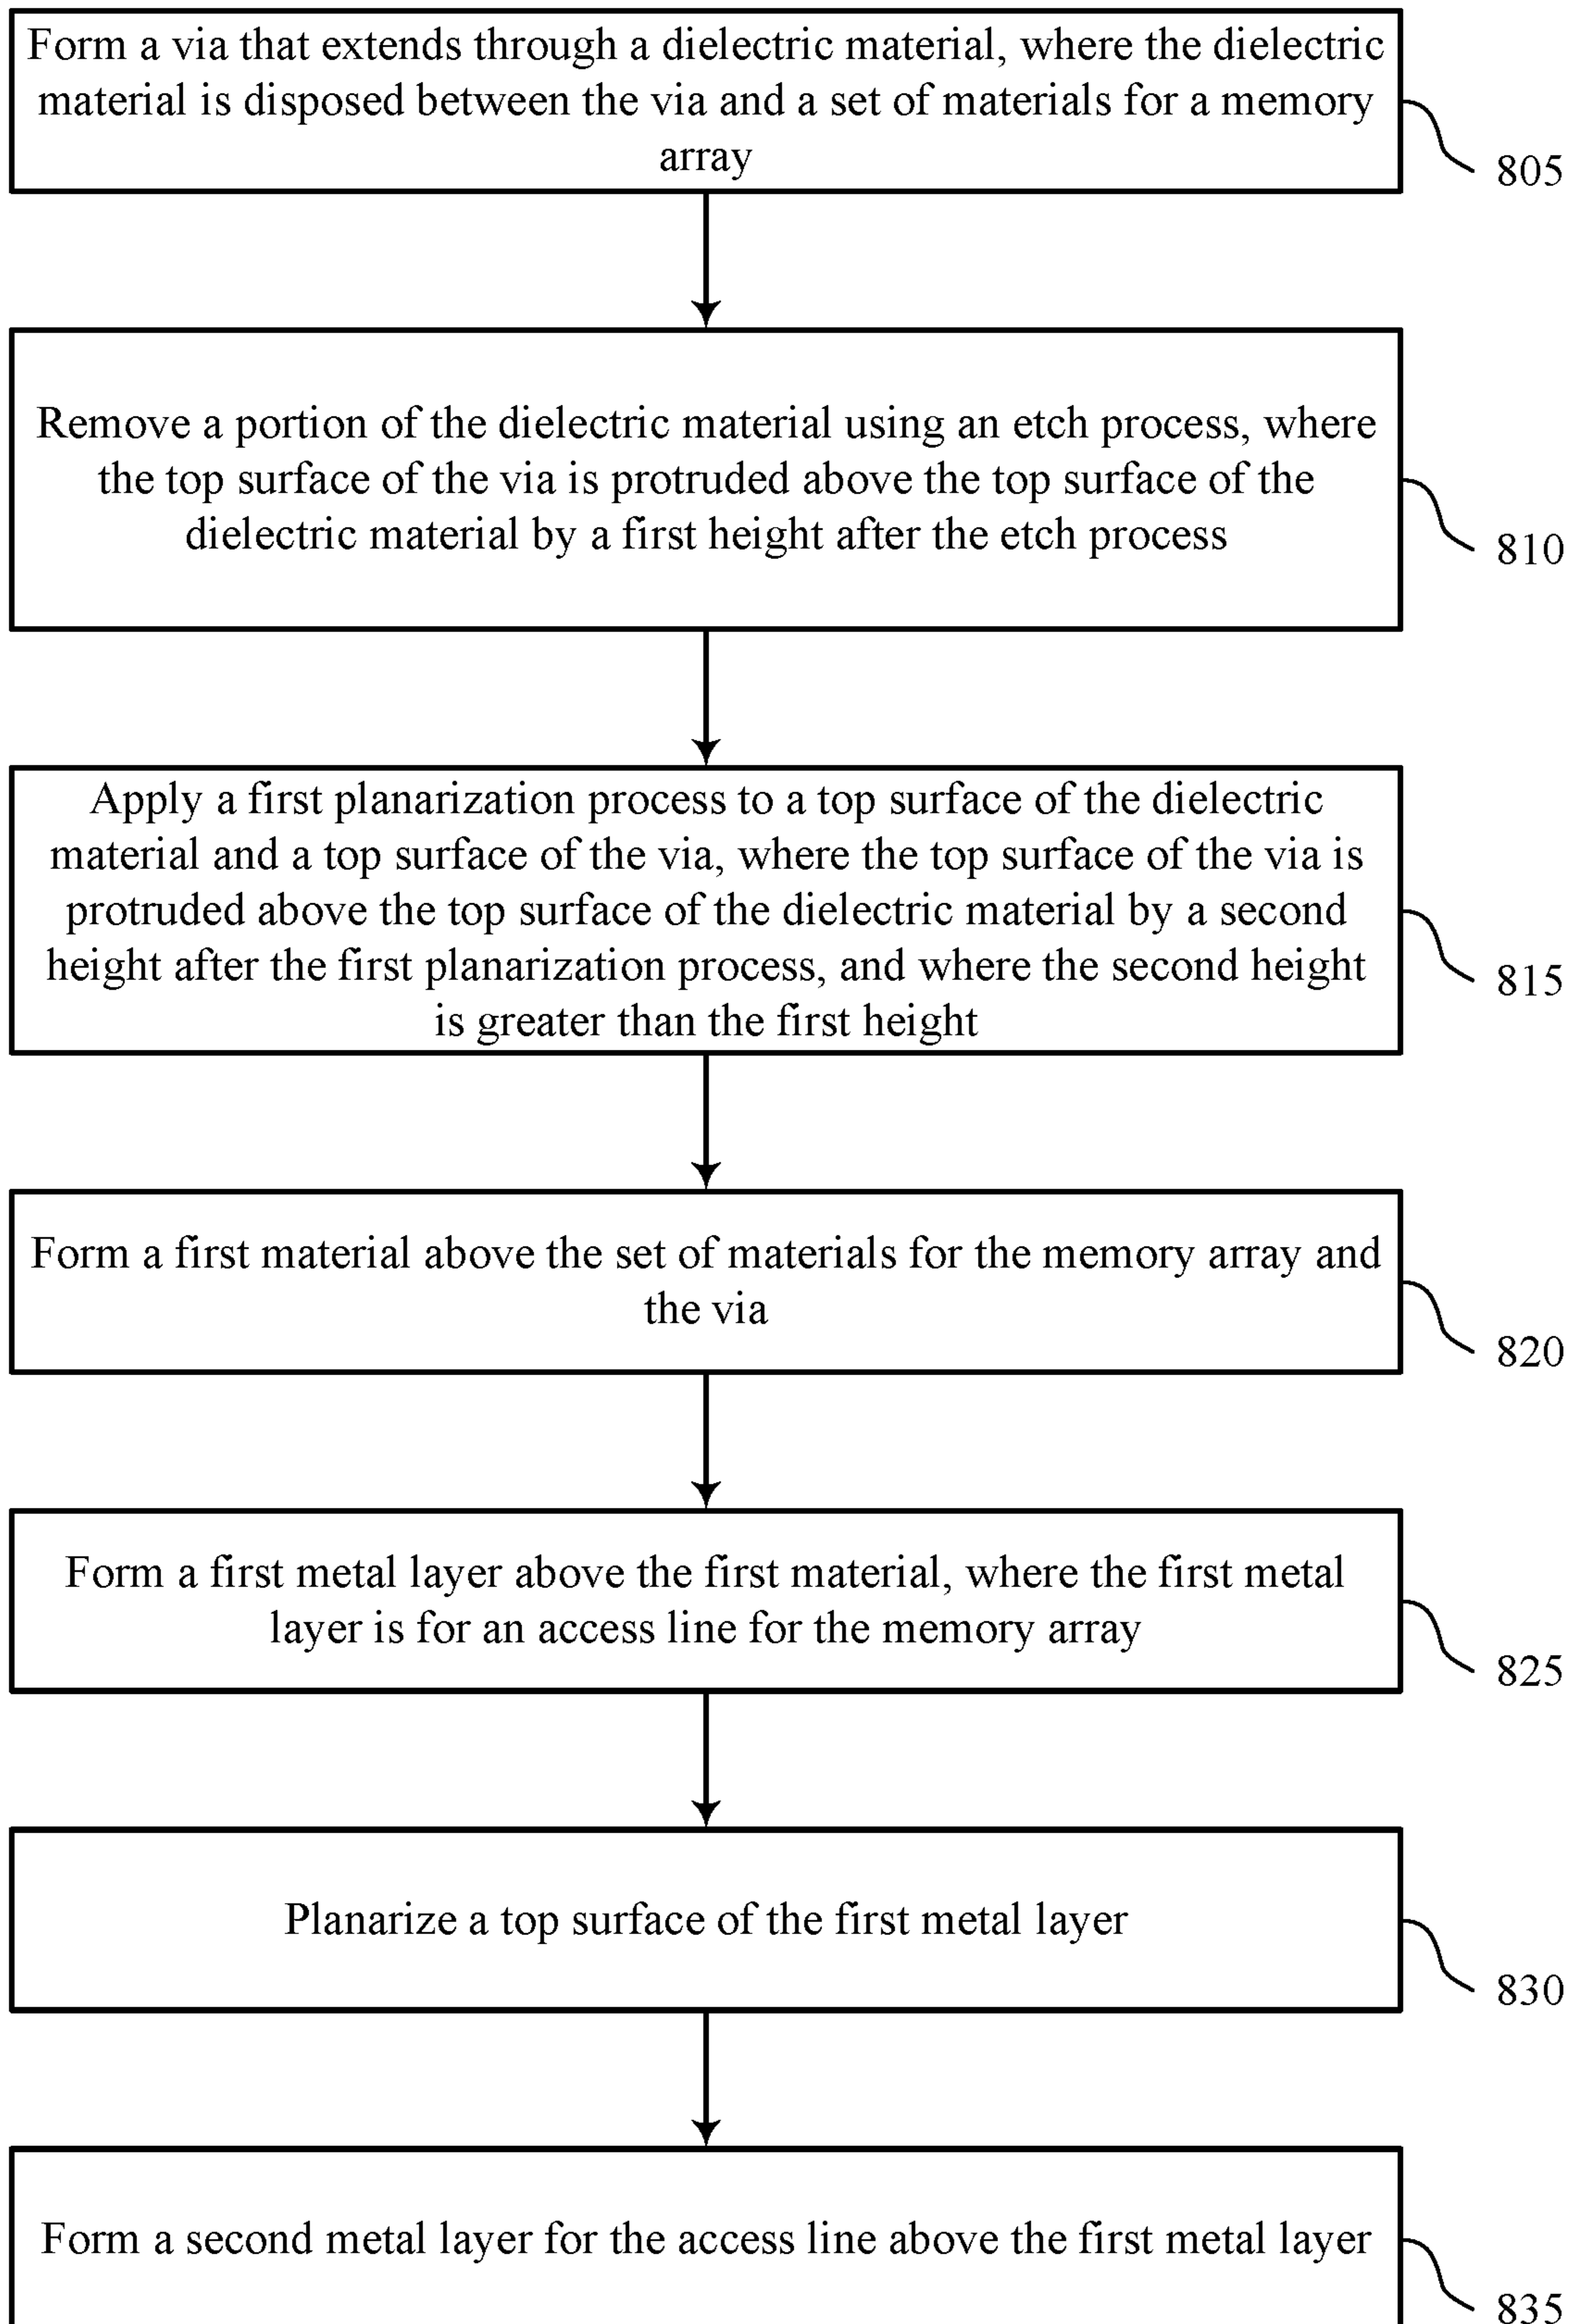 Form a via that extends through a dielectric material, where the dielectric
material is disposed between the via and a set of materials for a memory
array
805
Remove a portion of the dielectric material using an etch process, where
the top surface of the via is protruded above the top surface of the
dielectric material by a first height after the etch process
810
Apply a first planarization process to a top surface of the dielectric
material and a top surface of the via, where the top surface of the via is
protruded above the top surface of the dielectric material by a second
height after the first planarization process, and where the second height
is greater than the first height
815
Form a first material above the set of materials for the memory array and
the via
820
Form a first metal layer above the first material, where the first metal
layer is for an access line for the memory array
825
Planarize a top surface of the first metal layer
830
Form a second metal layer for the access line above the first metal layer
835